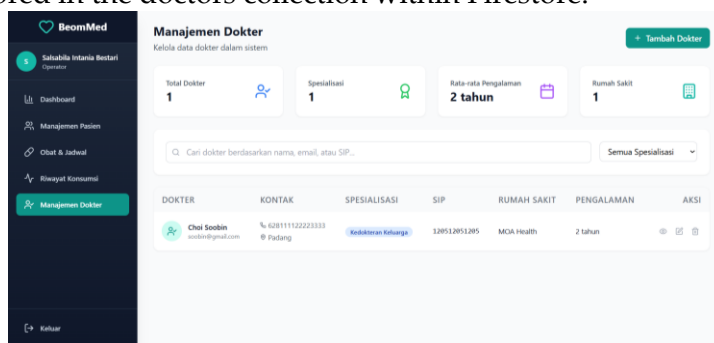 ored in the doctors collection within Firestore.
BeomMed
Salsabila Intania Bestari
Operator
Dashboard
Manajemen Pasien
Obat & Jadwal
Riwayat Konsumsi
Manajemen Dokter
Keluar
Manajemen Dokter
Kelola data dokter dalam sistem
+ Tambah Dokter
Total Dokter
1
Spesialisasi
1
Rata-rata Pengalaman
2 tahun
Rumah Sakit
1
Cari dokter berdasarkan nama, email, atau SIP...
Semua Spesialisasi
DOKTER KONTAK SPESIALISASI SIP RUMAH SAKIT PENGALAMAN AKSI
Choi Soobin
soobin@gmail.com
628111122223333
Padang
Kedokteran Keluarga
120512051205
MOA Health
2 tahun